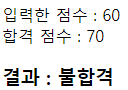 입력한 점수 : 60
합격 점수 : 70
결과 : 불합격